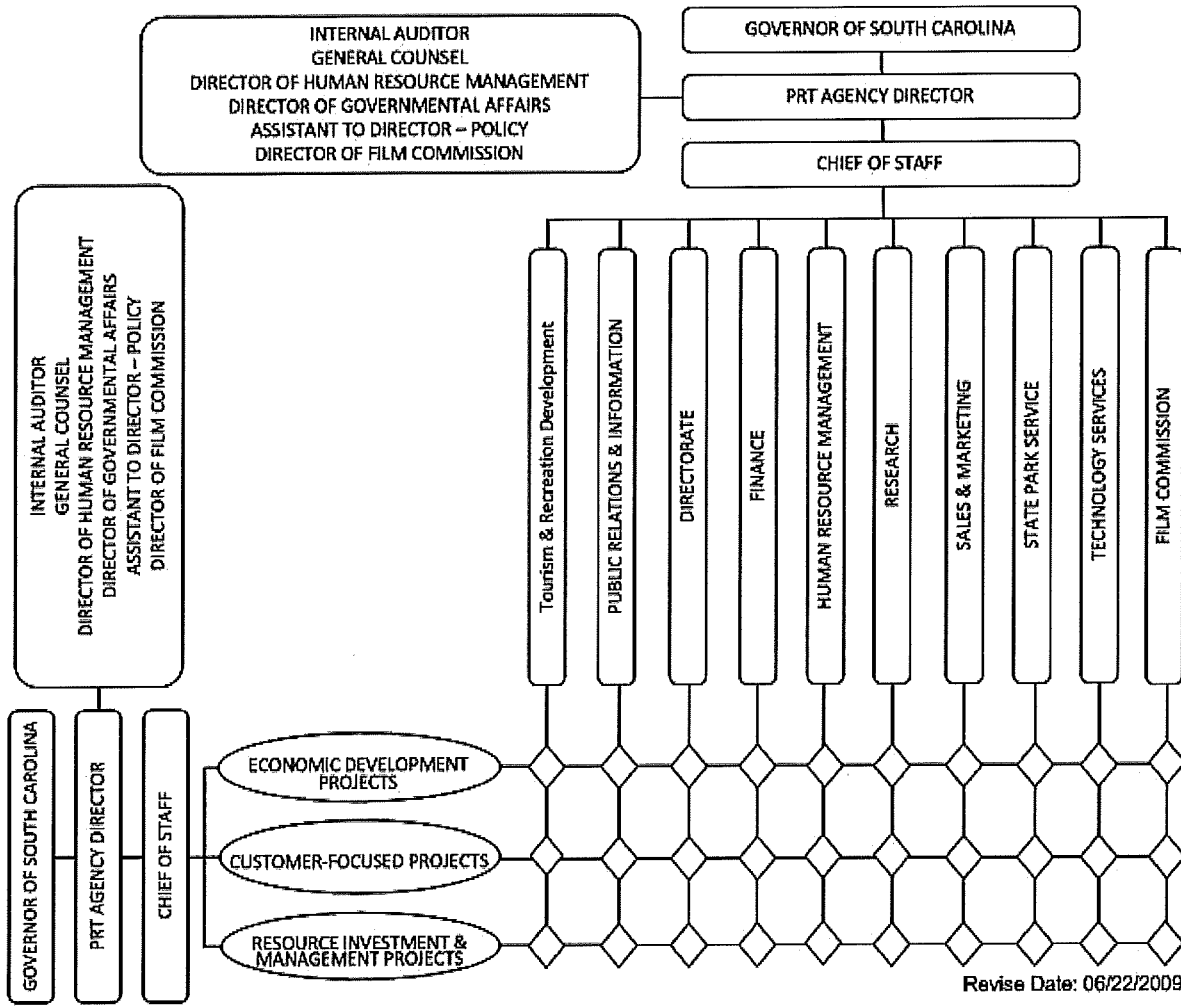 INTERNAL AUDITOR
GENERAL COUNSEL
DIRECTOR OF HUMAN RESOURCE MANAGEMENT
DIRECTOR OF GOVERNMENTAL AFFAIRS
ASSISTANT TO DIRECTOR – POLICY
DIRECTOR OF FILM COMMISSION
GOVERNOR OF SOUTH CAROLINA
PRT AGENCY DIRECTOR
CHIEF OF STAFF
INTERNAL AUDITOR
GENERAL COUNSEL
DIRECTOR OF HUMAN RESOURCE MANAGEMENT
DIRECTOR OF GOVERNMENTAL AFFAIRS
ASSISTANT TO DIRECTOR – POLICY
DIRECTOR OF FILM COMMISSION
Tourism & Recreation Development
PUBLIC RELATIONS & INFORMATION
DIRECTORATE
FINANCE
HUMAN RESOURCE MANAGEMENT
RESEARCH
SALES & MARKETING
STATE PARK SERVICE
TECHNOLOGY SERVICES
FILM COMMISSION
GOVERNOR OF SOUTH CAROLINA
PRT AGENCY DIRECTOR
CHIEF OF STAFF
ECONOMIC DEVELOPMENT
PROJECTS
CUSTOMER-FOCUSED PROJECTS
RESOURCE INVESTMENT &
MANAGEMENT PROJECTS
Revise Date: 06/22/2009